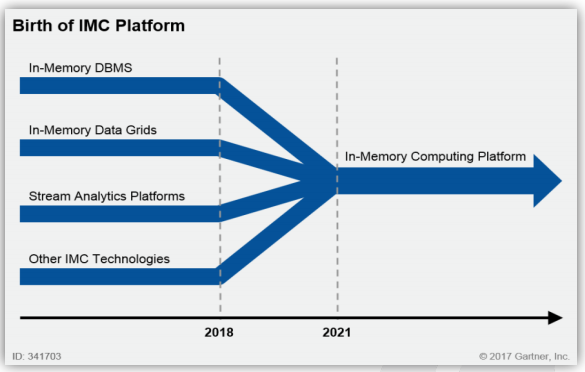 Birth of IMC Platform
In-Memory DBMS
In-Memory Data Grids
In-Memory Computing Platform
Stream Analytics Platforms
Other IMC Technologies
2018
2021
ID: 341703
© 2017 Gartner, Inc.